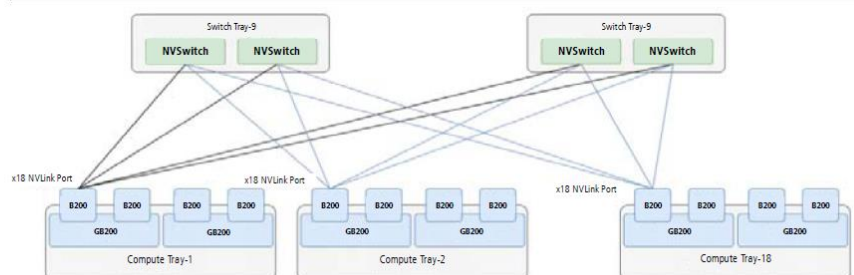 Switch Tray-9
Switch Tray-9
NVSwitch
NVSwitch
NVSwitch
NVSwitch
x18 NVLink Port
x18 NVLink Port
x18 NVLink Port
B200
B200
B200
B200
B200
B200
B200
B200
B200
B200
B200
B200
GB200
GB200
GB200
GB200
GB200
GB200
Compute Tray-1
Compute Tray-2
Compute Tray-18